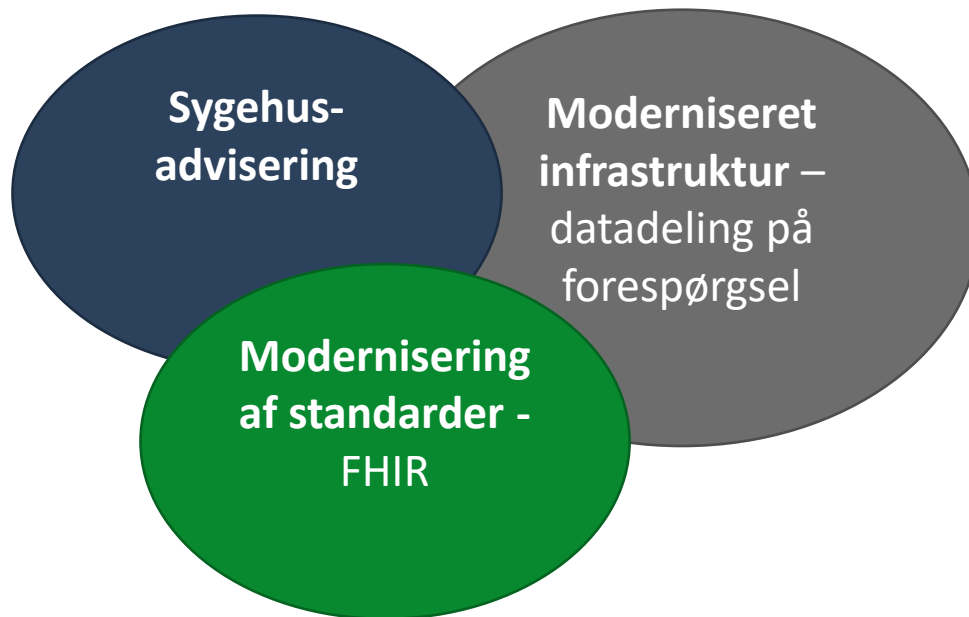 Sygehus-
advisering
Moderniseret
infrastruktur –
datadeling på
forespørgsel
Modernisering
af standarder -
FHIR